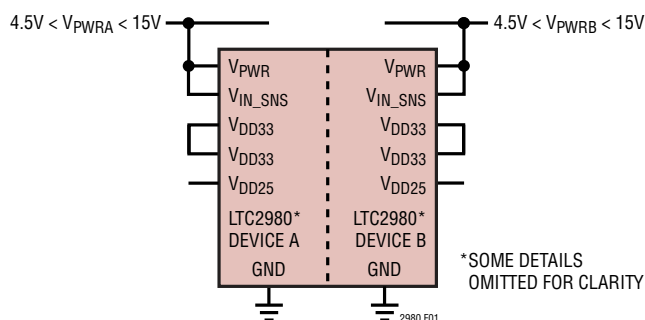 4.5V < VPWRA < 15V
4.5V < VPWRB < 15V
VPWR
VIN_SNS
VDD33
VDD33
VDD25
LTC2980*
DEVICE A
GND
VPWR
VIN_SNS
VDD33
VDD33
VDD25
LTC2980*
DEVICE B
GND
*SOME DETAILS
OMITTED FOR CLARITY
2980 F01